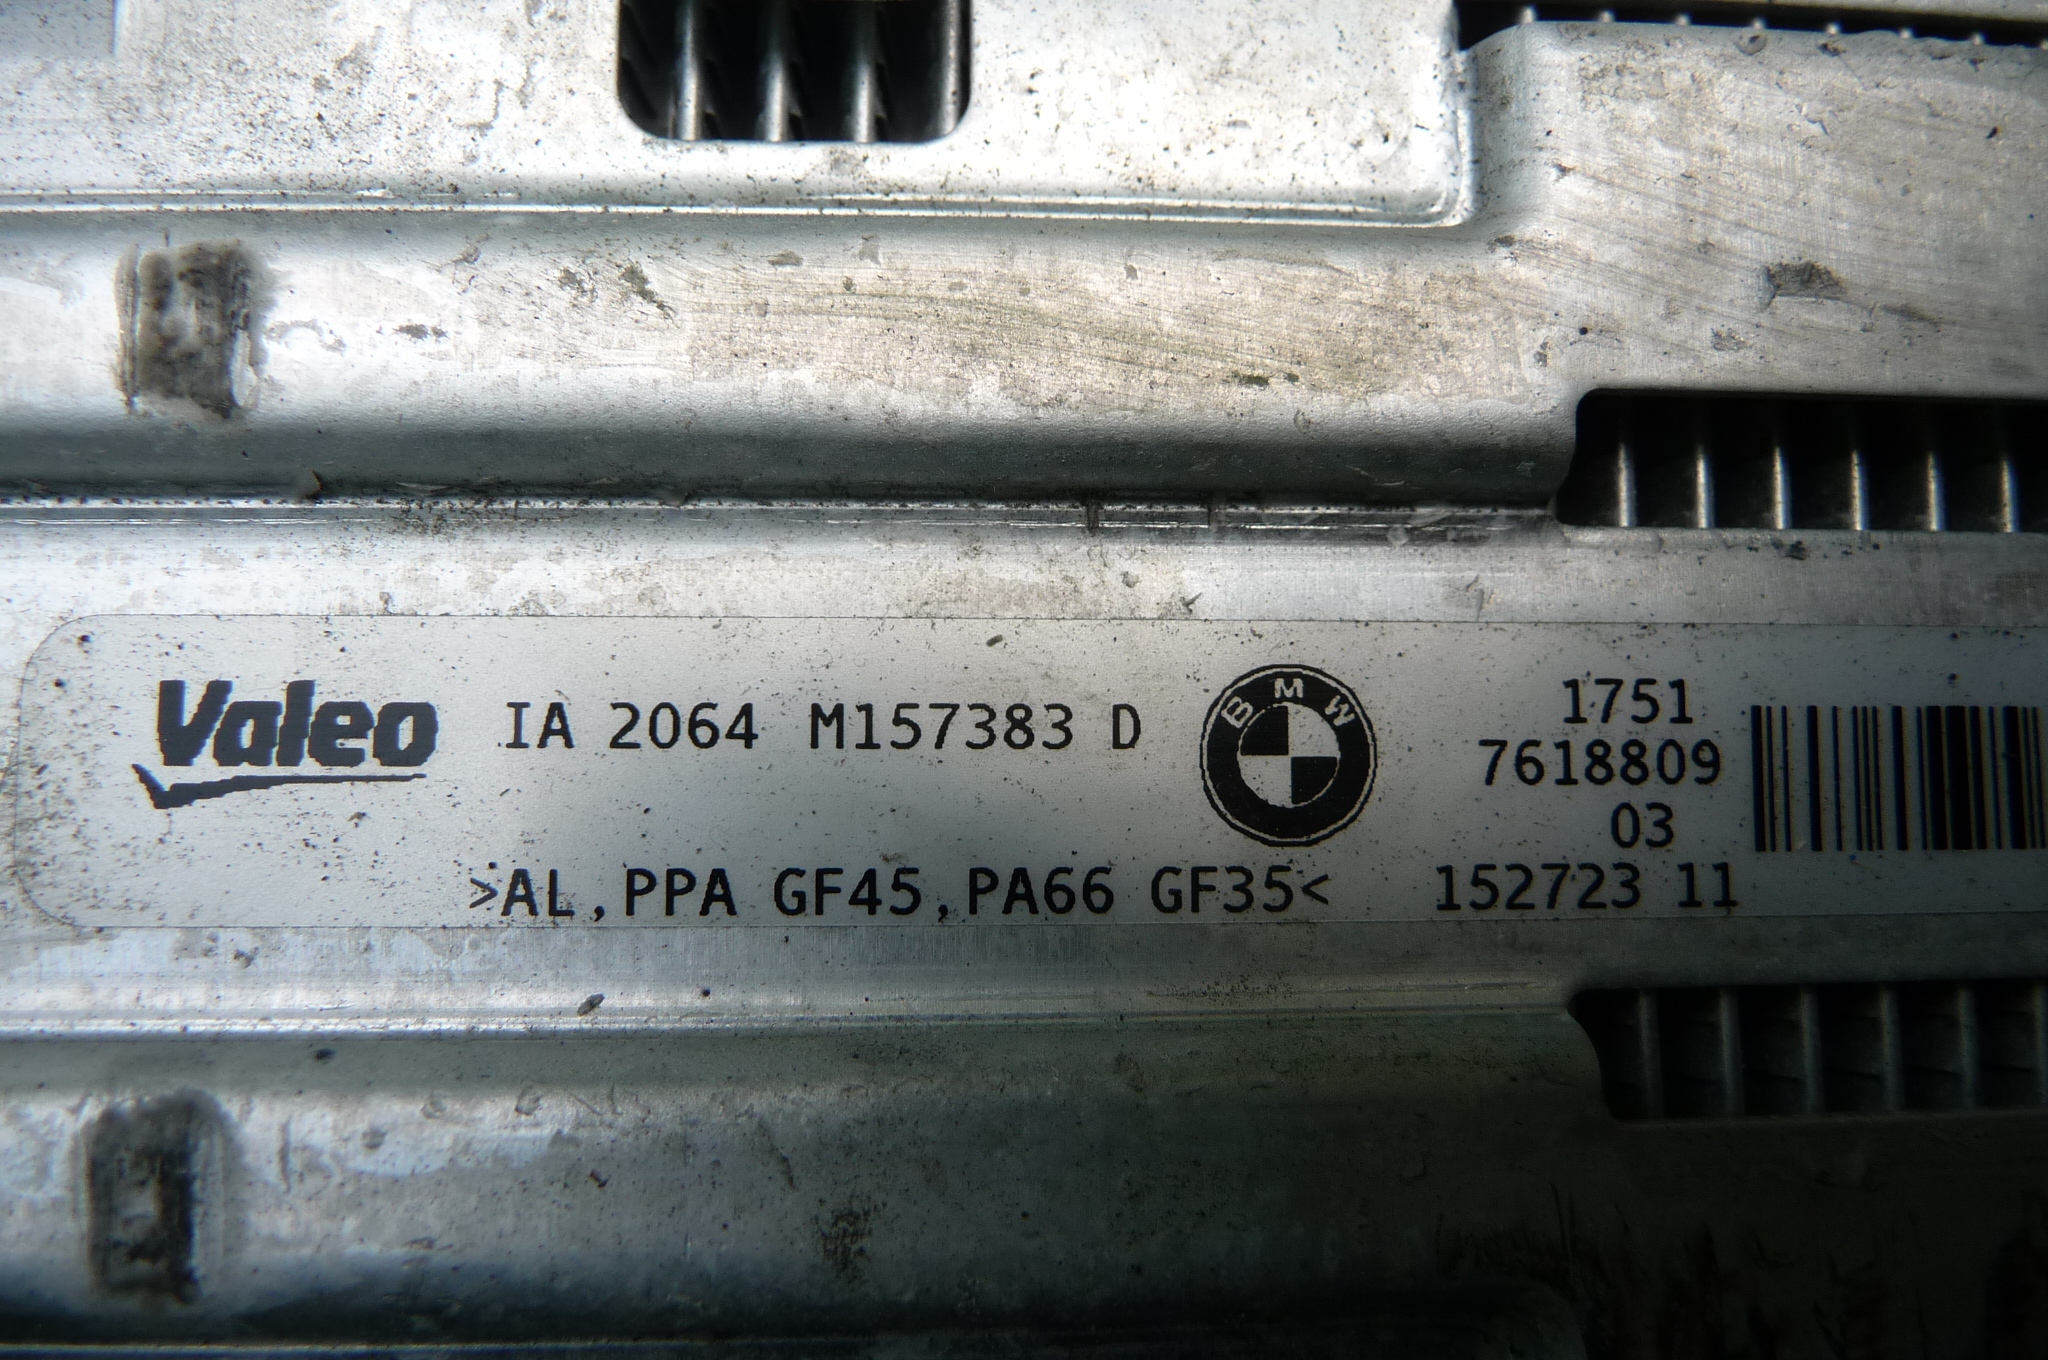 Valeo IA 2064 M157383 D
BMW
1751
7618809
03
>AL,PPA GF45,PA66 GF35<
152723 11